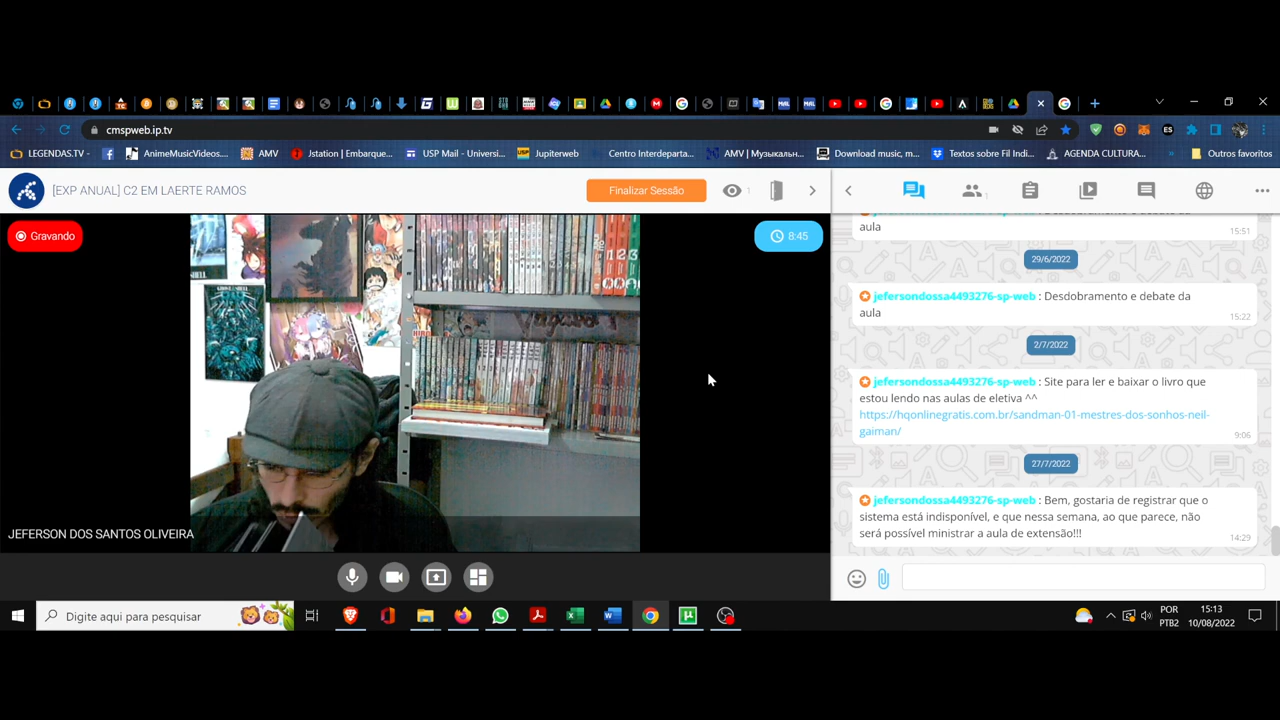 cmspweb.ip.tv
LEGENDAS.TV -
AnimeMusicVideos....
AMV
Jstation | Embarque...
USP Mail - Universi...
Jupiterweb
Centro Interdeparta...
AMV | Музыкальн...
Download music, m...
Textos sobre Fil Indi...
AGENDA CULTURA...
»
Outros favoritos
[EXP ANUAL] C2 EM LAERTE RAMOS
Finalizar Sessão
1
1
Gravando
8:45
JEFERSON DOS SANTOS OLIVEIRA
aula
15:51
29/6/2022
jefersondossa4493276-sp-web : Desdobramento e debate da
aula
15:22
2/7/2022
jefersondossa4493276-sp-web : Site para ler e baixar o livro que
estou lendo nas aulas de eletiva ^^
https://hqonlinegratis.com.br/sandman-01-mestres-dos-sonhos-neil-
gaiman/
9:06
27/7/2022
jefersondossa4493276-sp-web : Bem, gostaria de registrar que o
sistema está indisponível, e que nessa semana, ao que parece, não
será possível ministrar a aula de extensão!!!
14:29
Digite aqui para pesquisar
POR
PTB2
15:13
10/08/2022